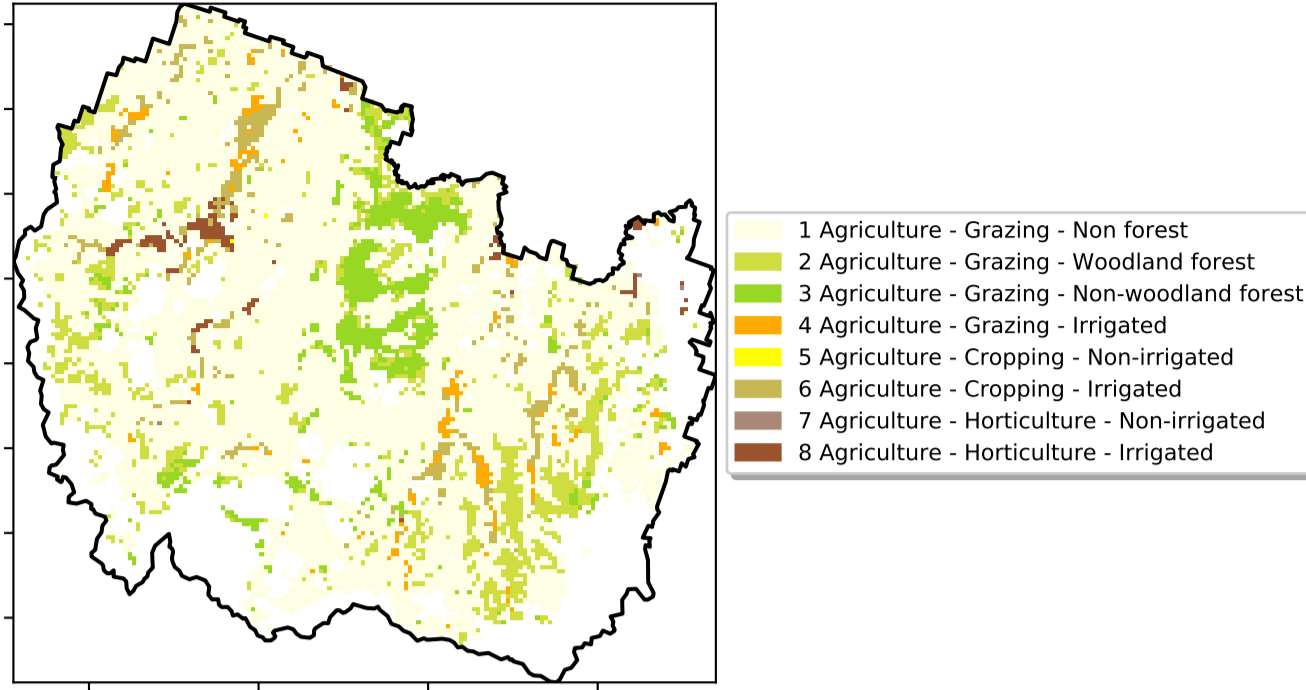 1 Agriculture - Grazing - Non forest
2 Agriculture - Grazing - Woodland forest
3 Agriculture - Grazing - Non-woodland forest
4 Agriculture - Grazing - Irrigated
5 Agriculture - Cropping - Non-irrigated
6 Agriculture - Cropping - Irrigated
7 Agriculture - Horticulture - Non-irrigated
8 Agriculture - Horticulture - Irrigated